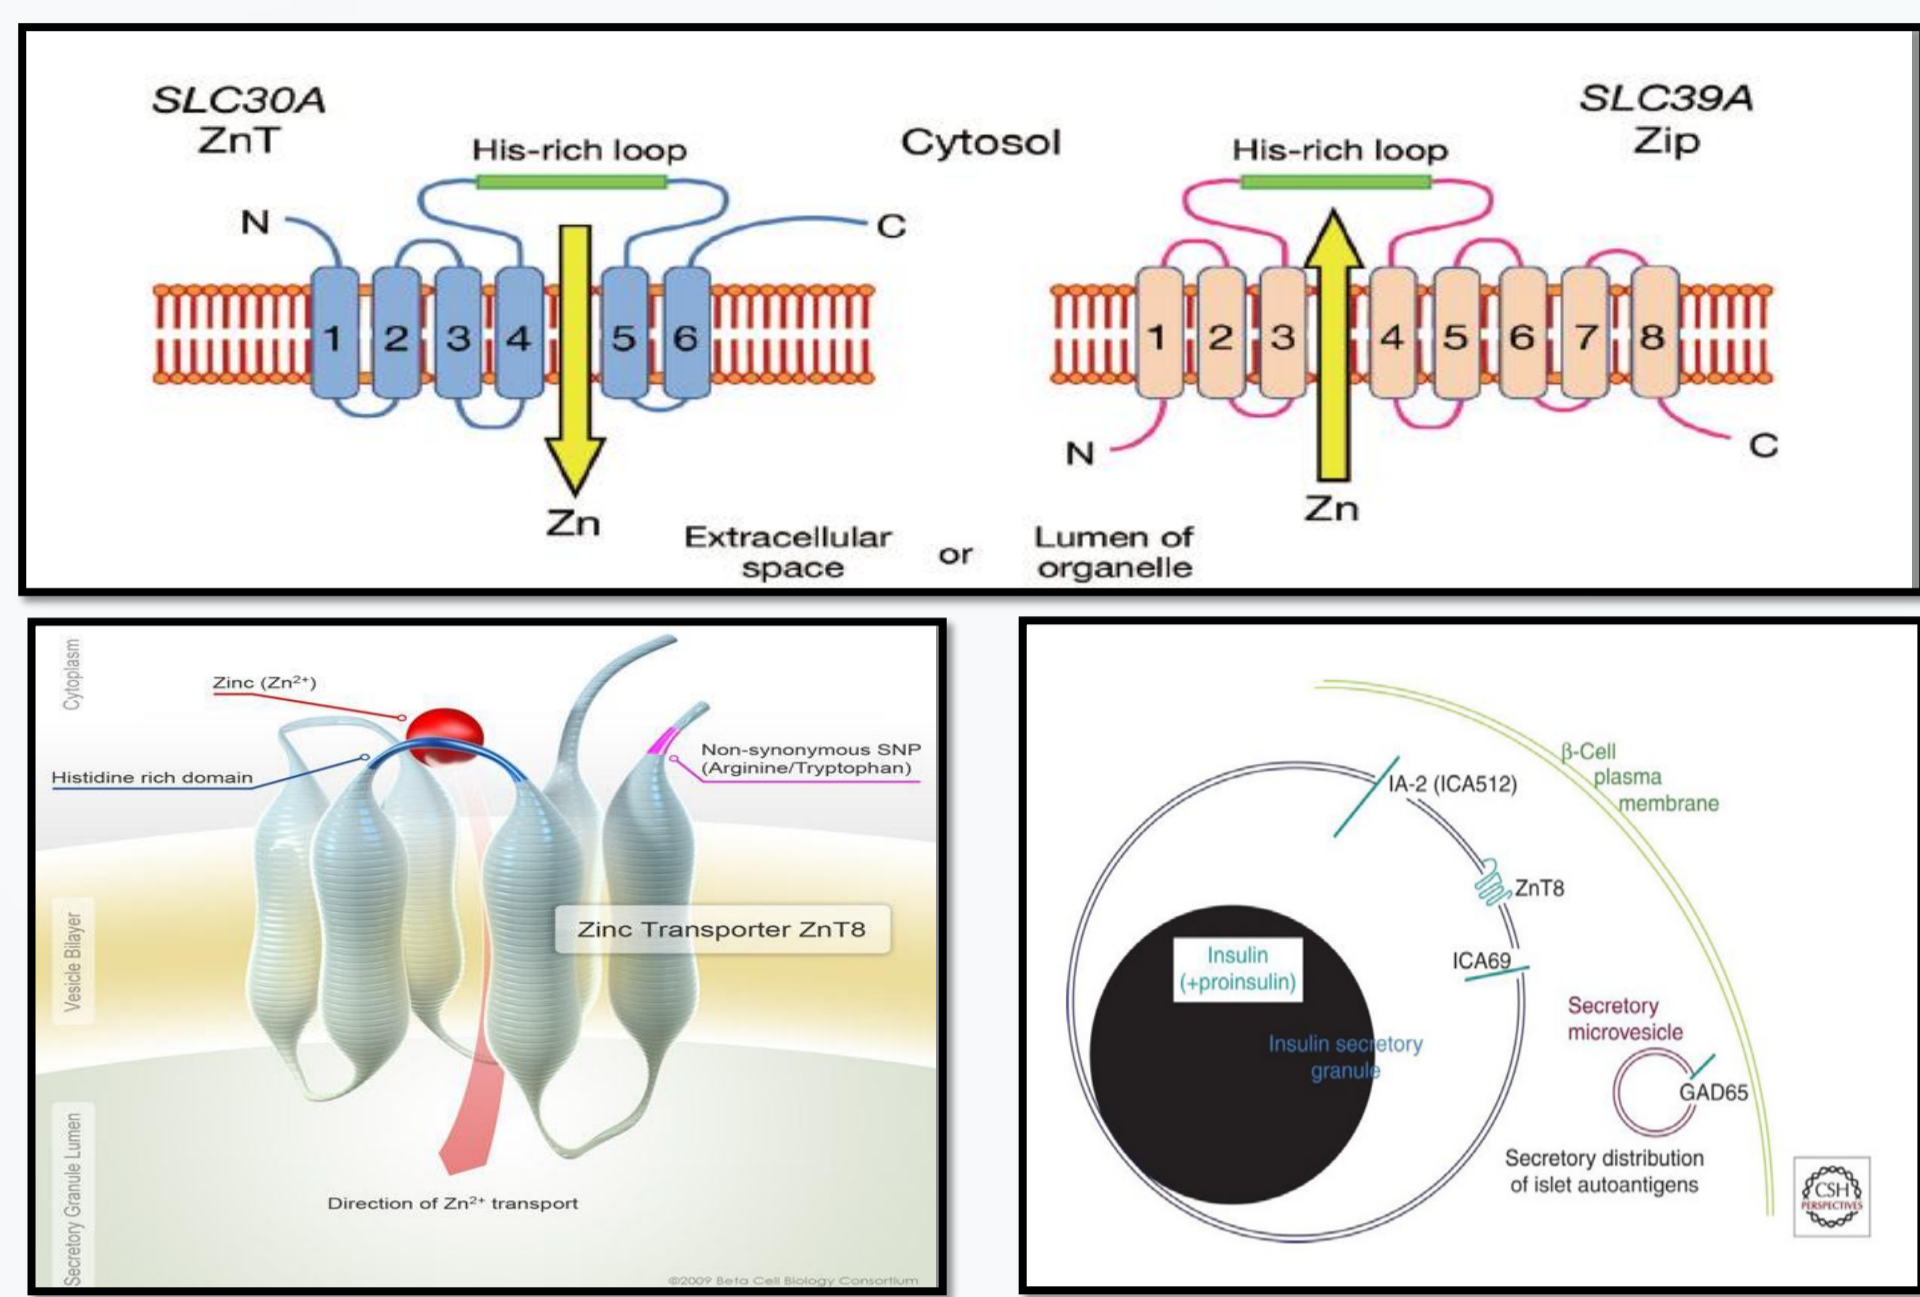 SLC30A
ZnT
His-rich loop
Cytosol
His-rich loop
SLC39A
Zip
N
C
1 2 3 4 5 6
1 2 3 4 5 6 7 8
N
C
Zn
Zn
Extracellular
space
or
Lumen of
organelle
Cytoplasm
Zinc (Zn²⁺)
Histidine rich domain
Non-synonymous SNP
(Arginine/Tryptophan)
Zinc Transporter ZnT8
Vesicle Bilayer
Secretory Granule Lumen
Direction of Zn²⁺ transport
©2009 Beta Cell Biology Consortium
β-Cell
plasma
membrane
IA-2 (ICA512)
ZnT8
ICA69
Insulin
(+proinsulin)
Insulin secretory
granule
Secretory
microvesicle
GAD65
Secretory distribution
of islet autoantigens
CSH
PERSPECTIVES